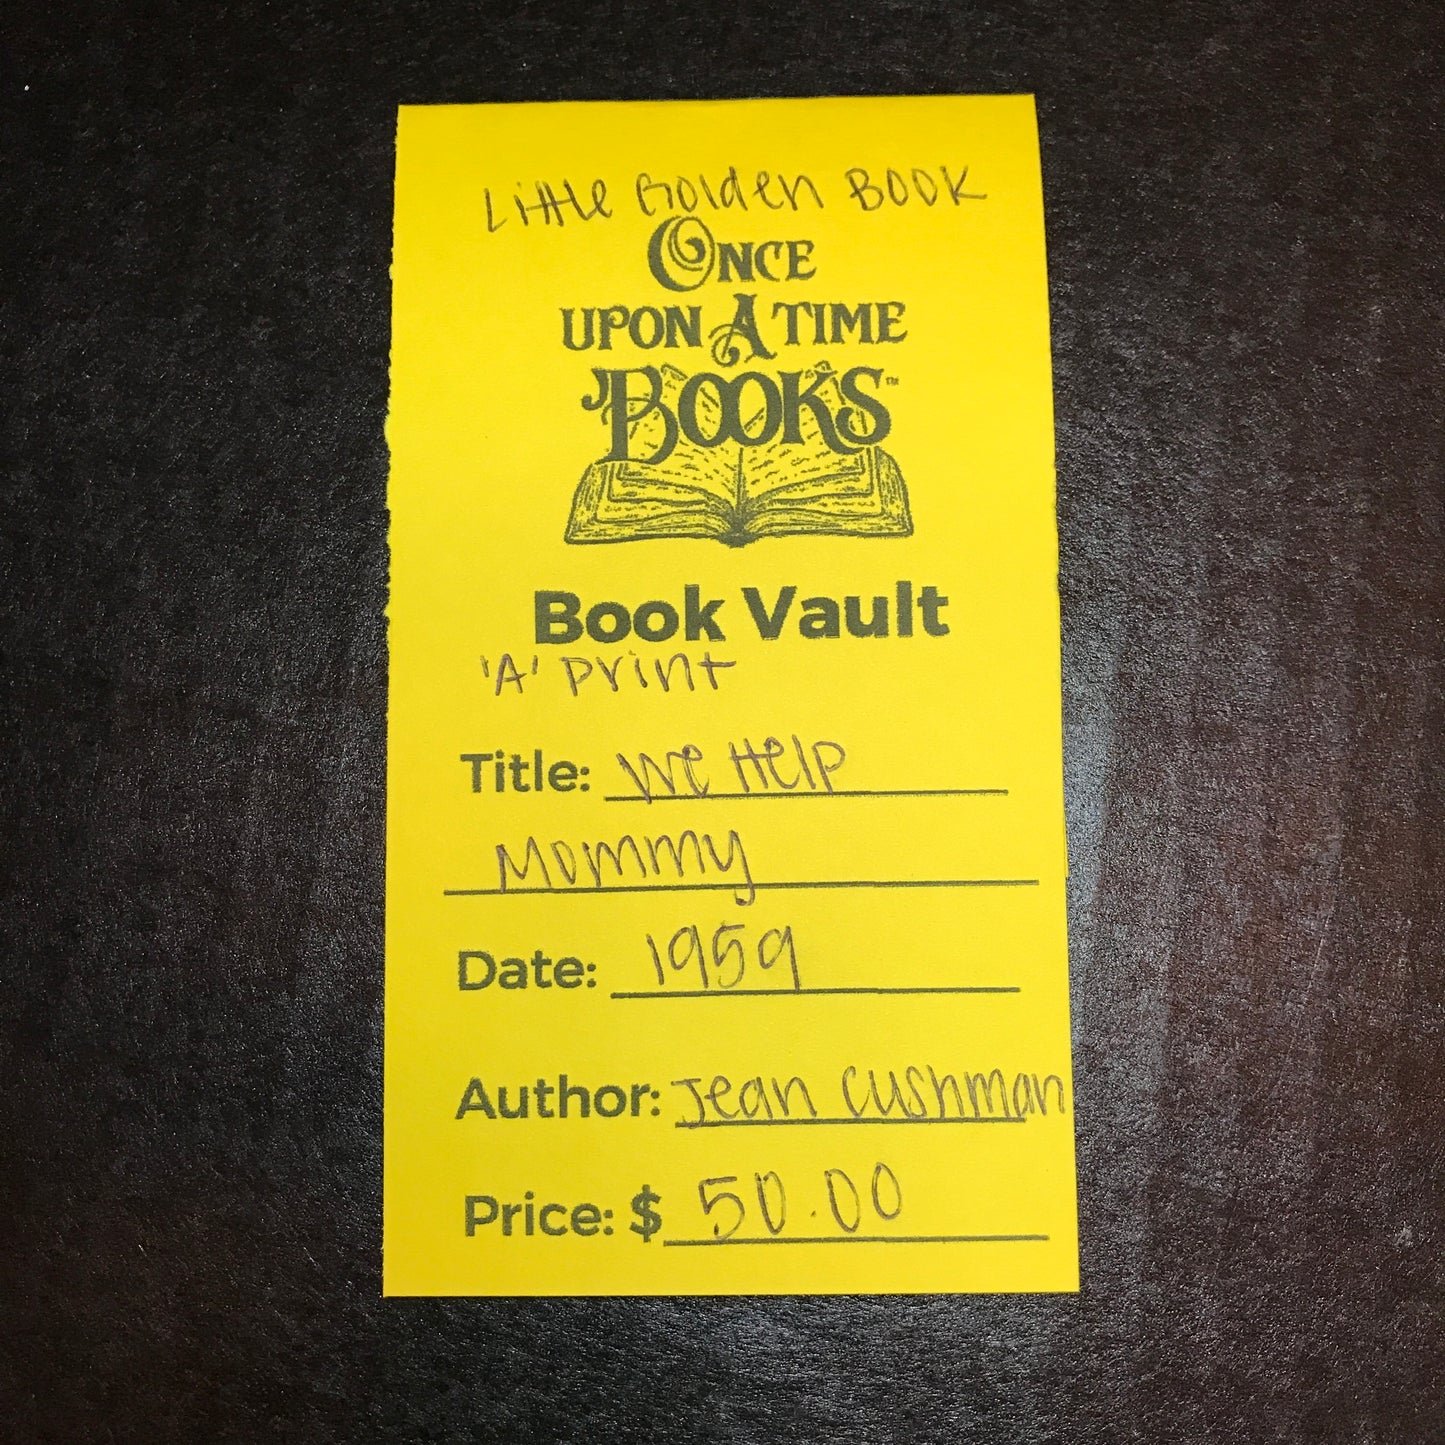 Little Golden Book
ONCE
UPON A TIME
BOOKS™
Book Vault
'A' Print
Title: We Help
Mommy
Date: 1959
Author: Jean Cushman
Price: $ 50.00